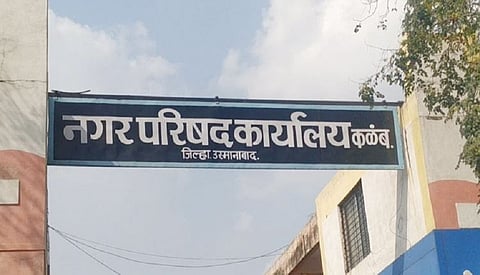 नगर परिषद कार्यालय कळंब.
जिल्हा उस्मानाबाद.